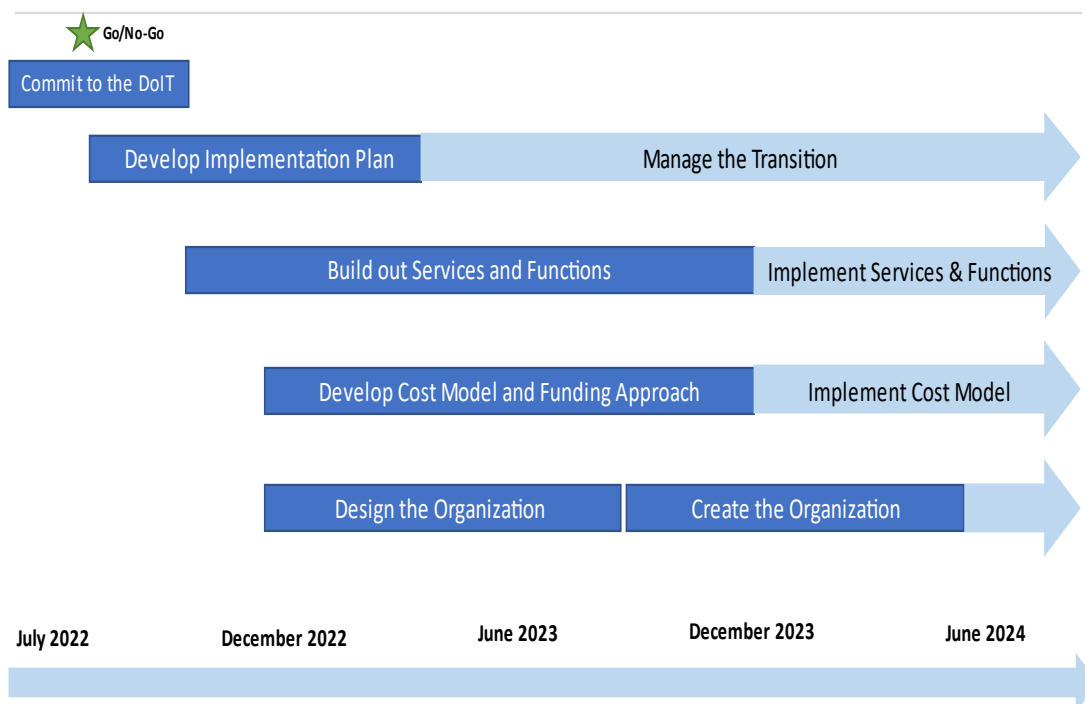 Go/No-Go
Commit to the DoIT
Develop Implementation Plan
Manage the Transition
Build out Services and Functions
Implement Services & Functions
Develop Cost Model and Funding Approach
Implement Cost Model
Design the Organization
Create the Organization
July 2022
December 2022
June 2023
December 2023
June 2024